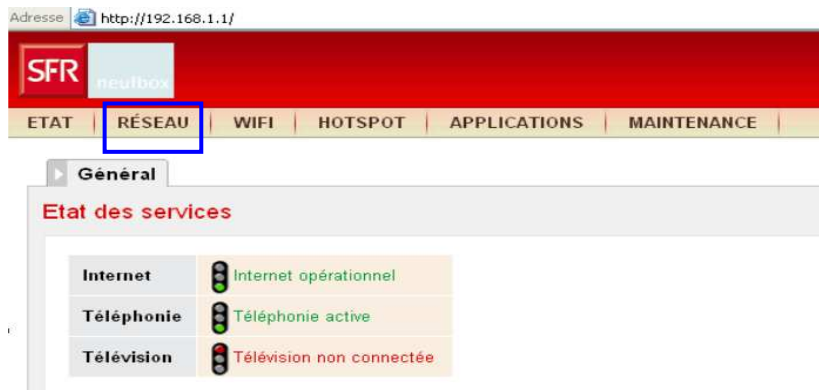 Adresse http://192.168.1.1/
SFR
neufbox
ETAT RÉSEAU WIFI HOTSPOT APPLICATIONS MAINTENANCE
Général
Etat des services
Internet Internet opérationnel
Téléphonie Téléphonie active
Télévision Télévision non connectée